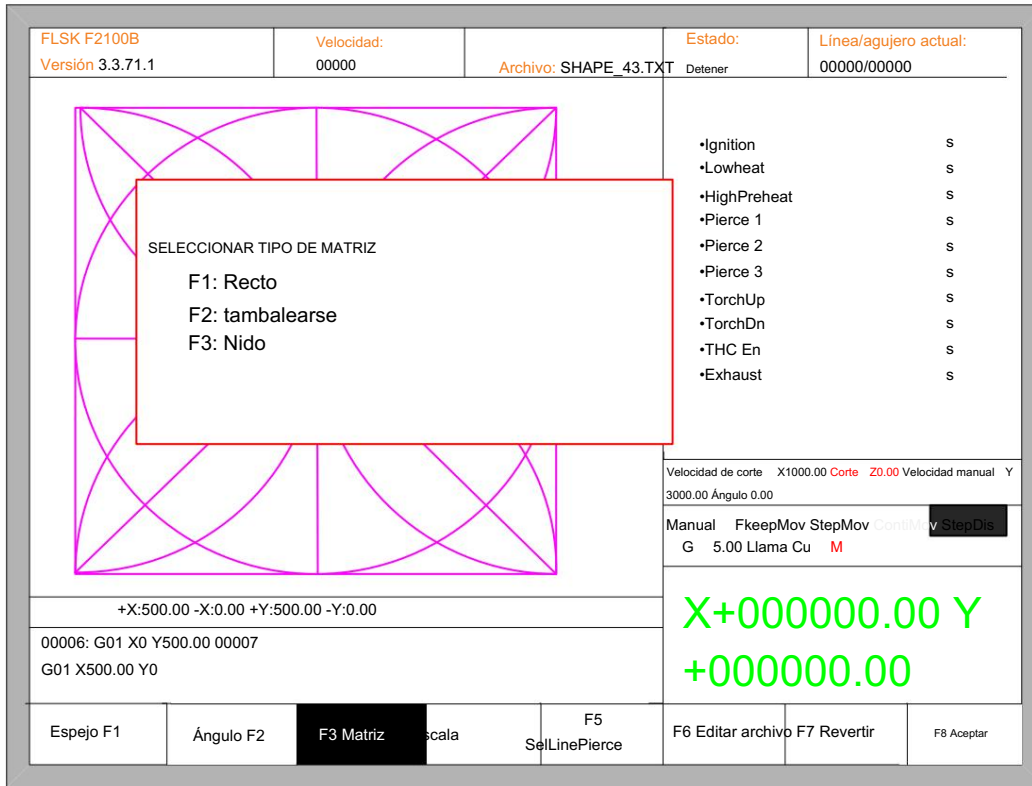 FLSK F2100B
Versión 3.3.71.1
Velocidad:
00000
Archivo: SHAPE_43.TXT
Estado:
Detener
Línea/agujero actual:
00000/00000
SELECCIONAR TIPO DE MATRIZ
F1: Recto
F2: tambalearse
F3: Nido
•Ignition s
•Lowheat s
•HighPreheat s
•Pierce 1 s
•Pierce 2 s
•Pierce 3 s
•TorchUp s
•TorchDn s
•THC En s
•Exhaust s
Velocidad de corte X1000.00 Corte Z0.00 Velocidad manual Y
3000.00 Ángulo 0.00
Manual FkeepMov StepMov ContiMov StepDis
G 5.00 Llama Cu M
+X:500.00 -X:0.00 +Y:500.00 -Y:0.00
00006: G01 X0 Y500.00 00007
G01 X500.00 Y0
X+000000.00 Y
+000000.00
Espejo F1
Ángulo F2
F3 Matriz
scala
F5
SelLinePierce
F6 Editar archivo
F7 Revertir
F8 Aceptar